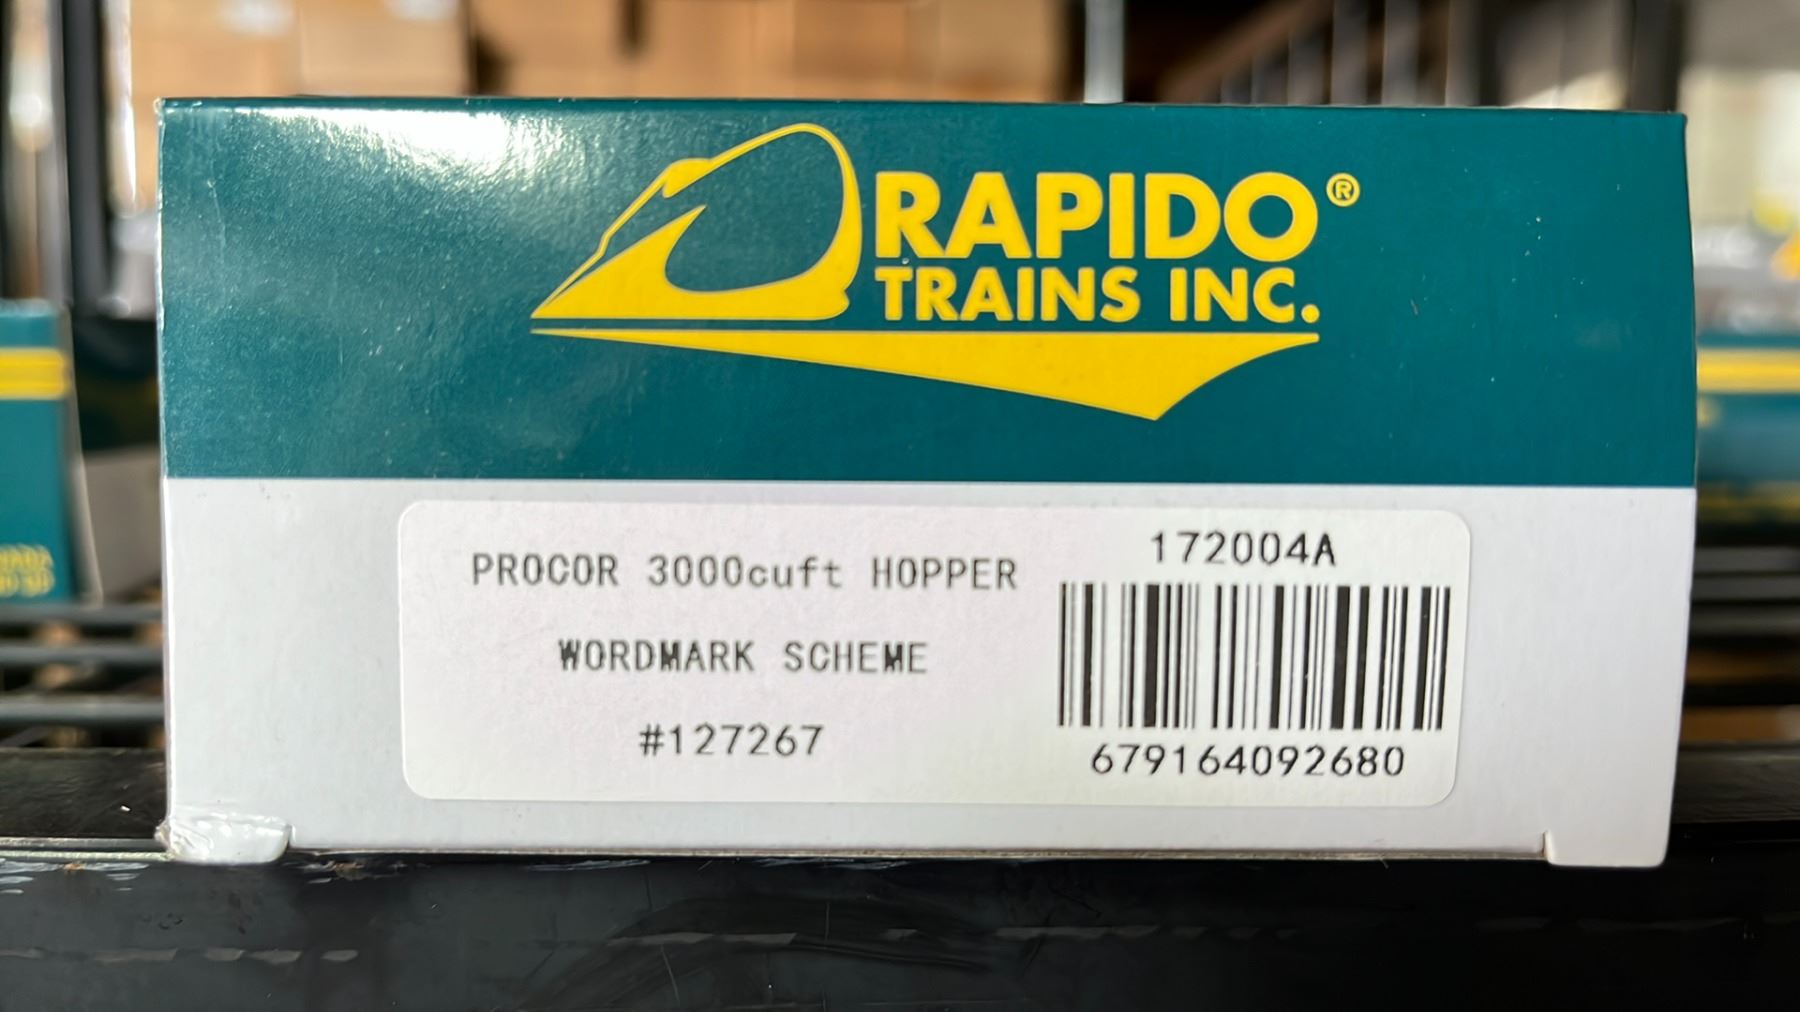 RAPIDO®
TRAINS INC.
PROCOR 3000cuft HOPPER
WORDMARK SCHEME
#127267
172004A
679164092680